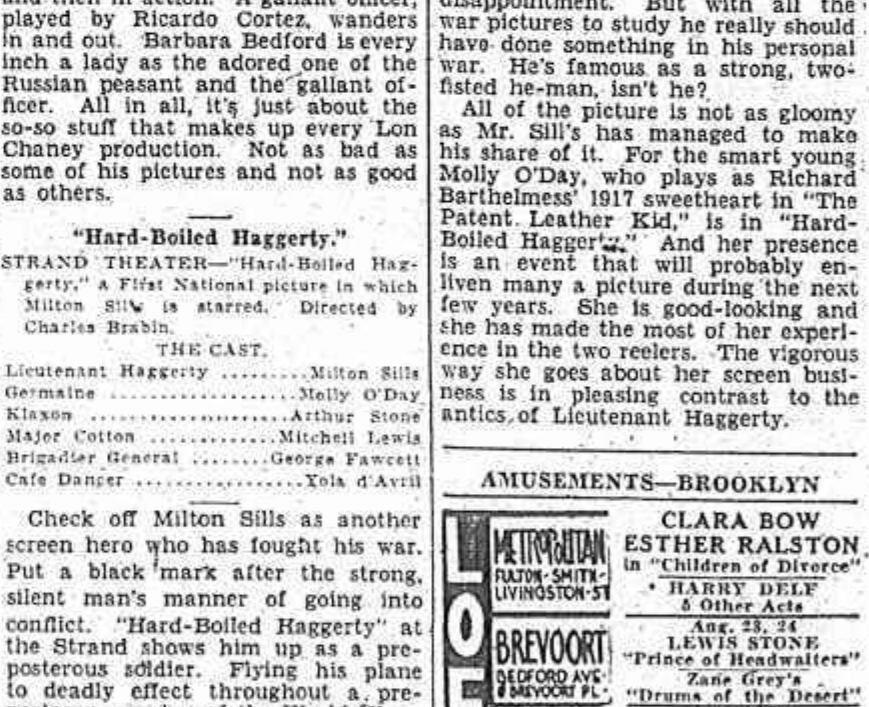 played by Ricardo Cortez, wanders
in and out. Barbara Bedford is every
inch a lady as the adored one of the
Russian peasant and the gallant of-
ficer. All in all, it's just about the
so-so stuff that makes up every Lon
Chaney production. Not as bad as
some of his pictures and not as good
as others.
"Hard-Boiled Haggerty."
STRAND THEATER—"Hard-Boiled Hag-
gerty," a First National picture in which
Milton Sills is starred. Directed by
Charles Brabin.
THE CAST.
Lieutenant Haggerty .........Milton Sills
Germaine ..................Molly O'Day
Klaxon .....................Arthur Stone
Major Cotton .............Mitchell Lewis
Brigadier General ........George Fawcett
Cafe Dancer .................Yola d'Avril
Check off Milton Sills as another
screen hero who has fought his war.
Put a black mark after the strong,
silent man's manner of going into
conflict. "Hard-Boiled Haggerty" at
the Strand shows him up as a pre-
posterous soldier. Flying his plane
to deadly effect throughout a pre-
disappointment. But with all the
war pictures to study he really should
have done something in his personal
war. He's famous as a strong, two-
fisted he-man, isn't he?
All of the picture is not as gloomy
as Mr. Sill's has managed to make
his share of it. For the smart young
Molly O'Day, who plays as Richard
Barthelmess' 1917 sweetheart in "The
Patent Leather Kid," is in "Hard-
Boiled Haggerty." And her presence
is an event that will probably en-
liven many a picture during the next
few years. She is good-looking and
she has made the most of her experi-
ence in the two reelers. The vigorous
way she goes about her screen busi-
ness is in pleasing contrast to the
antics of Lieutenant Haggerty.
AMUSEMENTS—BROOKLYN
LOE
METROPOLITAN
FULTON-SMITH-
LIVINGSTON-ST
CLARA BOW
ESTHER RALSTON
in "Children of Divorce"
HARRY DELF
& Other Acts
BREVOORT
BEDFORD AVE
& BREVOORT PL.
Aug. 23, 24
LEWIS STONE
"Prince of Headwaiters"
Zane Grey's
"Drums of the Desert"